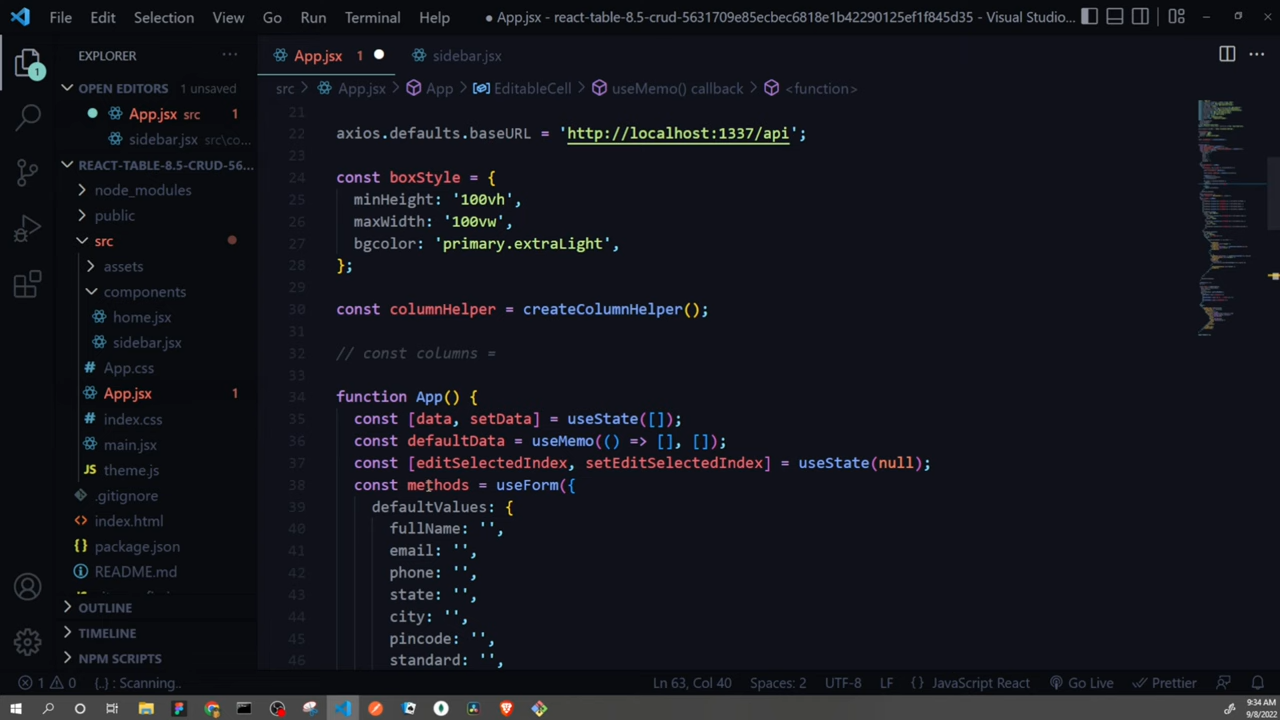 File Edit Selection View Go Run Terminal Help ● App.jsx - react-table-8.5-crud-5631709e85ecbec6818e1b42290125ef1f845d35 - Visual Studio...
EXPLORER ...
App.jsx 1
sidebar.jsx
1
OPEN EDITORS 1 unsaved
App.jsx src 1
sidebar.jsx src\co...
REACT-TABLE-8.5-CRUD-56...
node_modules
public
src
assets
components
home.jsx
sidebar.jsx
App.css
App.jsx 1
index.css
main.jsx
theme.js
.gitignore
index.html
package.json
README.md
OUTLINE
TIMELINE
NPM SCRIPTS
src > App.jsx > App > EditableCell > useMemo() callback > <function>
21
22 axios.defaults.baseURL = 'http://localhost:1337/api';
23
24 const boxStyle = {
25 minHeight: '100vh',
26 maxWidth: '100vw',
27 bgcolor: 'primary.extraLight',
28 };
29
30 const columnHelper = createColumnHelper();
31
32 // const columns =
33
34 function App() {
35 const [data, setData] = useState([]);
36 const defaultData = useMemo(() => [], []);
37 const [editSelectedIndex, setEditSelectedIndex] = useState(null);
38 const methods = useForm({
39 defaultValues: {
40 fullName: '',
41 email: '',
42 phone: '',
43 state: '',
44 city: '',
45 pincode: '',
46 standard: '',
1 0 {..} : Scanning.. Ln 63, Col 40 Spaces: 2 UTF-8 LF {} JavaScript React Go Live Prettier
9:34 AM
9/8/2022